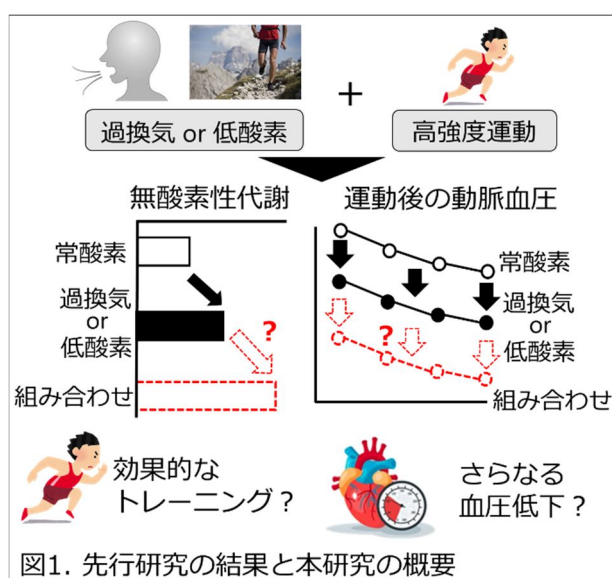 過換気 or 低酸素
+
高強度運動
無酸素性代謝
運動後の動脈血圧
常酸素
過換気
or
低酸素
?
組み合わせ
常酸素
過換気
or
低酸素
?
組み合わせ
効果的な
トレーニング?
さらなる
血圧低下?
図1. 先行研究の結果と本研究の概要